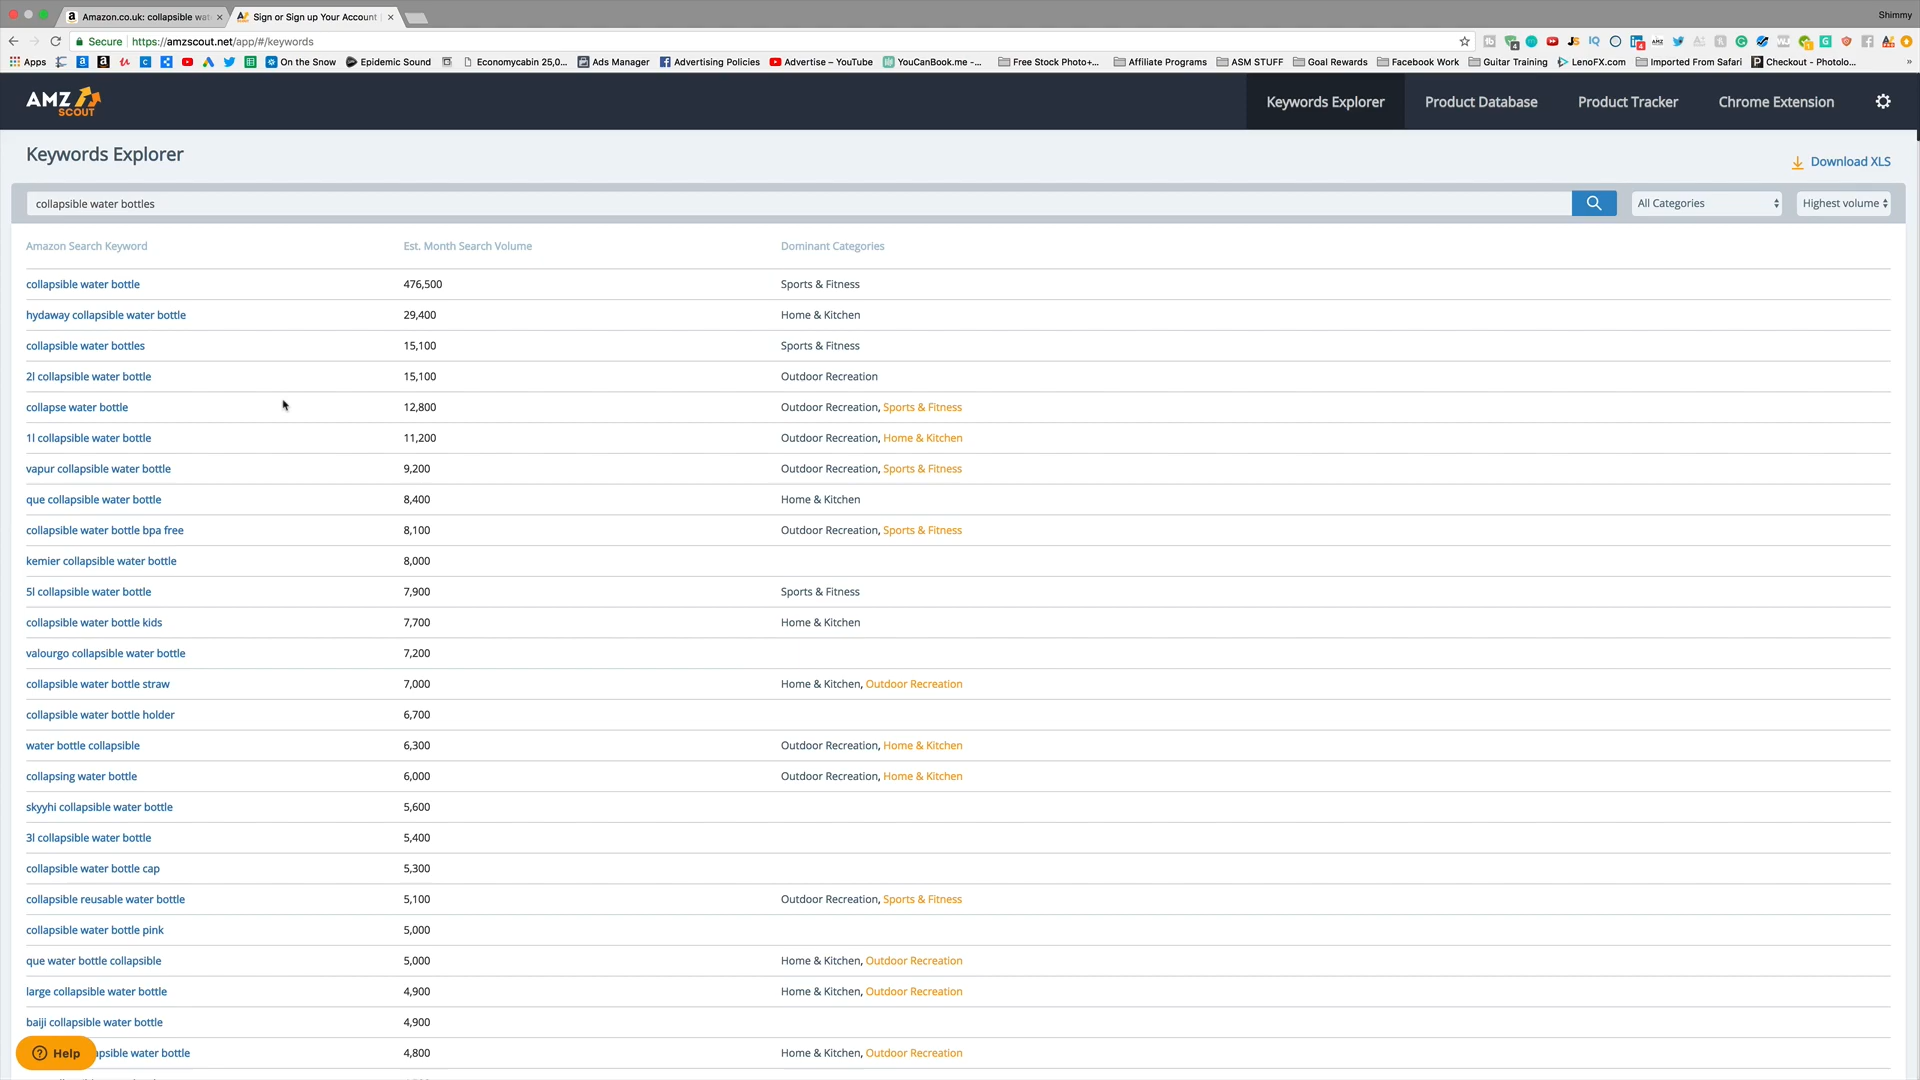 Amazon.co.uk: collapsible wat
Sign or Sign up Your Account
Shimmy
Secure https://amzscout.net/app/#/keywords
Apps On the Snow Epidemic Sound Economycabin 25,0... Ads Manager Advertising Policies Advertise – YouTube YouCanBook.me -... Free Stock Photo+... Affiliate Programs ASM STUFF Goal Rewards Facebook Work Guitar Training LenoFX.com Imported From Safari Checkout - Photolo... »
AMZ SCOUT
Keywords Explorer Product Database Product Tracker Chrome Extension
Keywords Explorer
Download XLS
collapsible water bottles All Categories Highest volume
Amazon Search Keyword Est. Month Search Volume Dominant Categories
collapsible water bottle 476,500 Sports & Fitness
hydaway collapsible water bottle 29,400 Home & Kitchen
collapsible water bottles 15,100 Sports & Fitness
2l collapsible water bottle 15,100 Outdoor Recreation
collapse water bottle 12,800 Outdoor Recreation, Sports & Fitness
1l collapsible water bottle 11,200 Outdoor Recreation, Home & Kitchen
vapur collapsible water bottle 9,200 Outdoor Recreation, Sports & Fitness
que collapsible water bottle 8,400 Home & Kitchen
collapsible water bottle bpa free 8,100 Outdoor Recreation, Sports & Fitness
kemier collapsible water bottle 8,000
5l collapsible water bottle 7,900 Sports & Fitness
collapsible water bottle kids 7,700 Home & Kitchen
valourgo collapsible water bottle 7,200
collapsible water bottle straw 7,000 Home & Kitchen, Outdoor Recreation
collapsible water bottle holder 6,700
water bottle collapsible 6,300 Outdoor Recreation, Home & Kitchen
collapsing water bottle 6,000 Outdoor Recreation, Home & Kitchen
skyyhi collapsible water bottle 5,600
3l collapsible water bottle 5,400
collapsible water bottle cap 5,300
collapsible reusable water bottle 5,100 Outdoor Recreation, Sports & Fitness
collapsible water bottle pink 5,000
que water bottle collapsible 5,000 Home & Kitchen, Outdoor Recreation
large collapsible water bottle 4,900 Home & Kitchen, Outdoor Recreation
baiji collapsible water bottle 4,900
Help apsible water bottle 4,800 Home & Kitchen, Outdoor Recreation